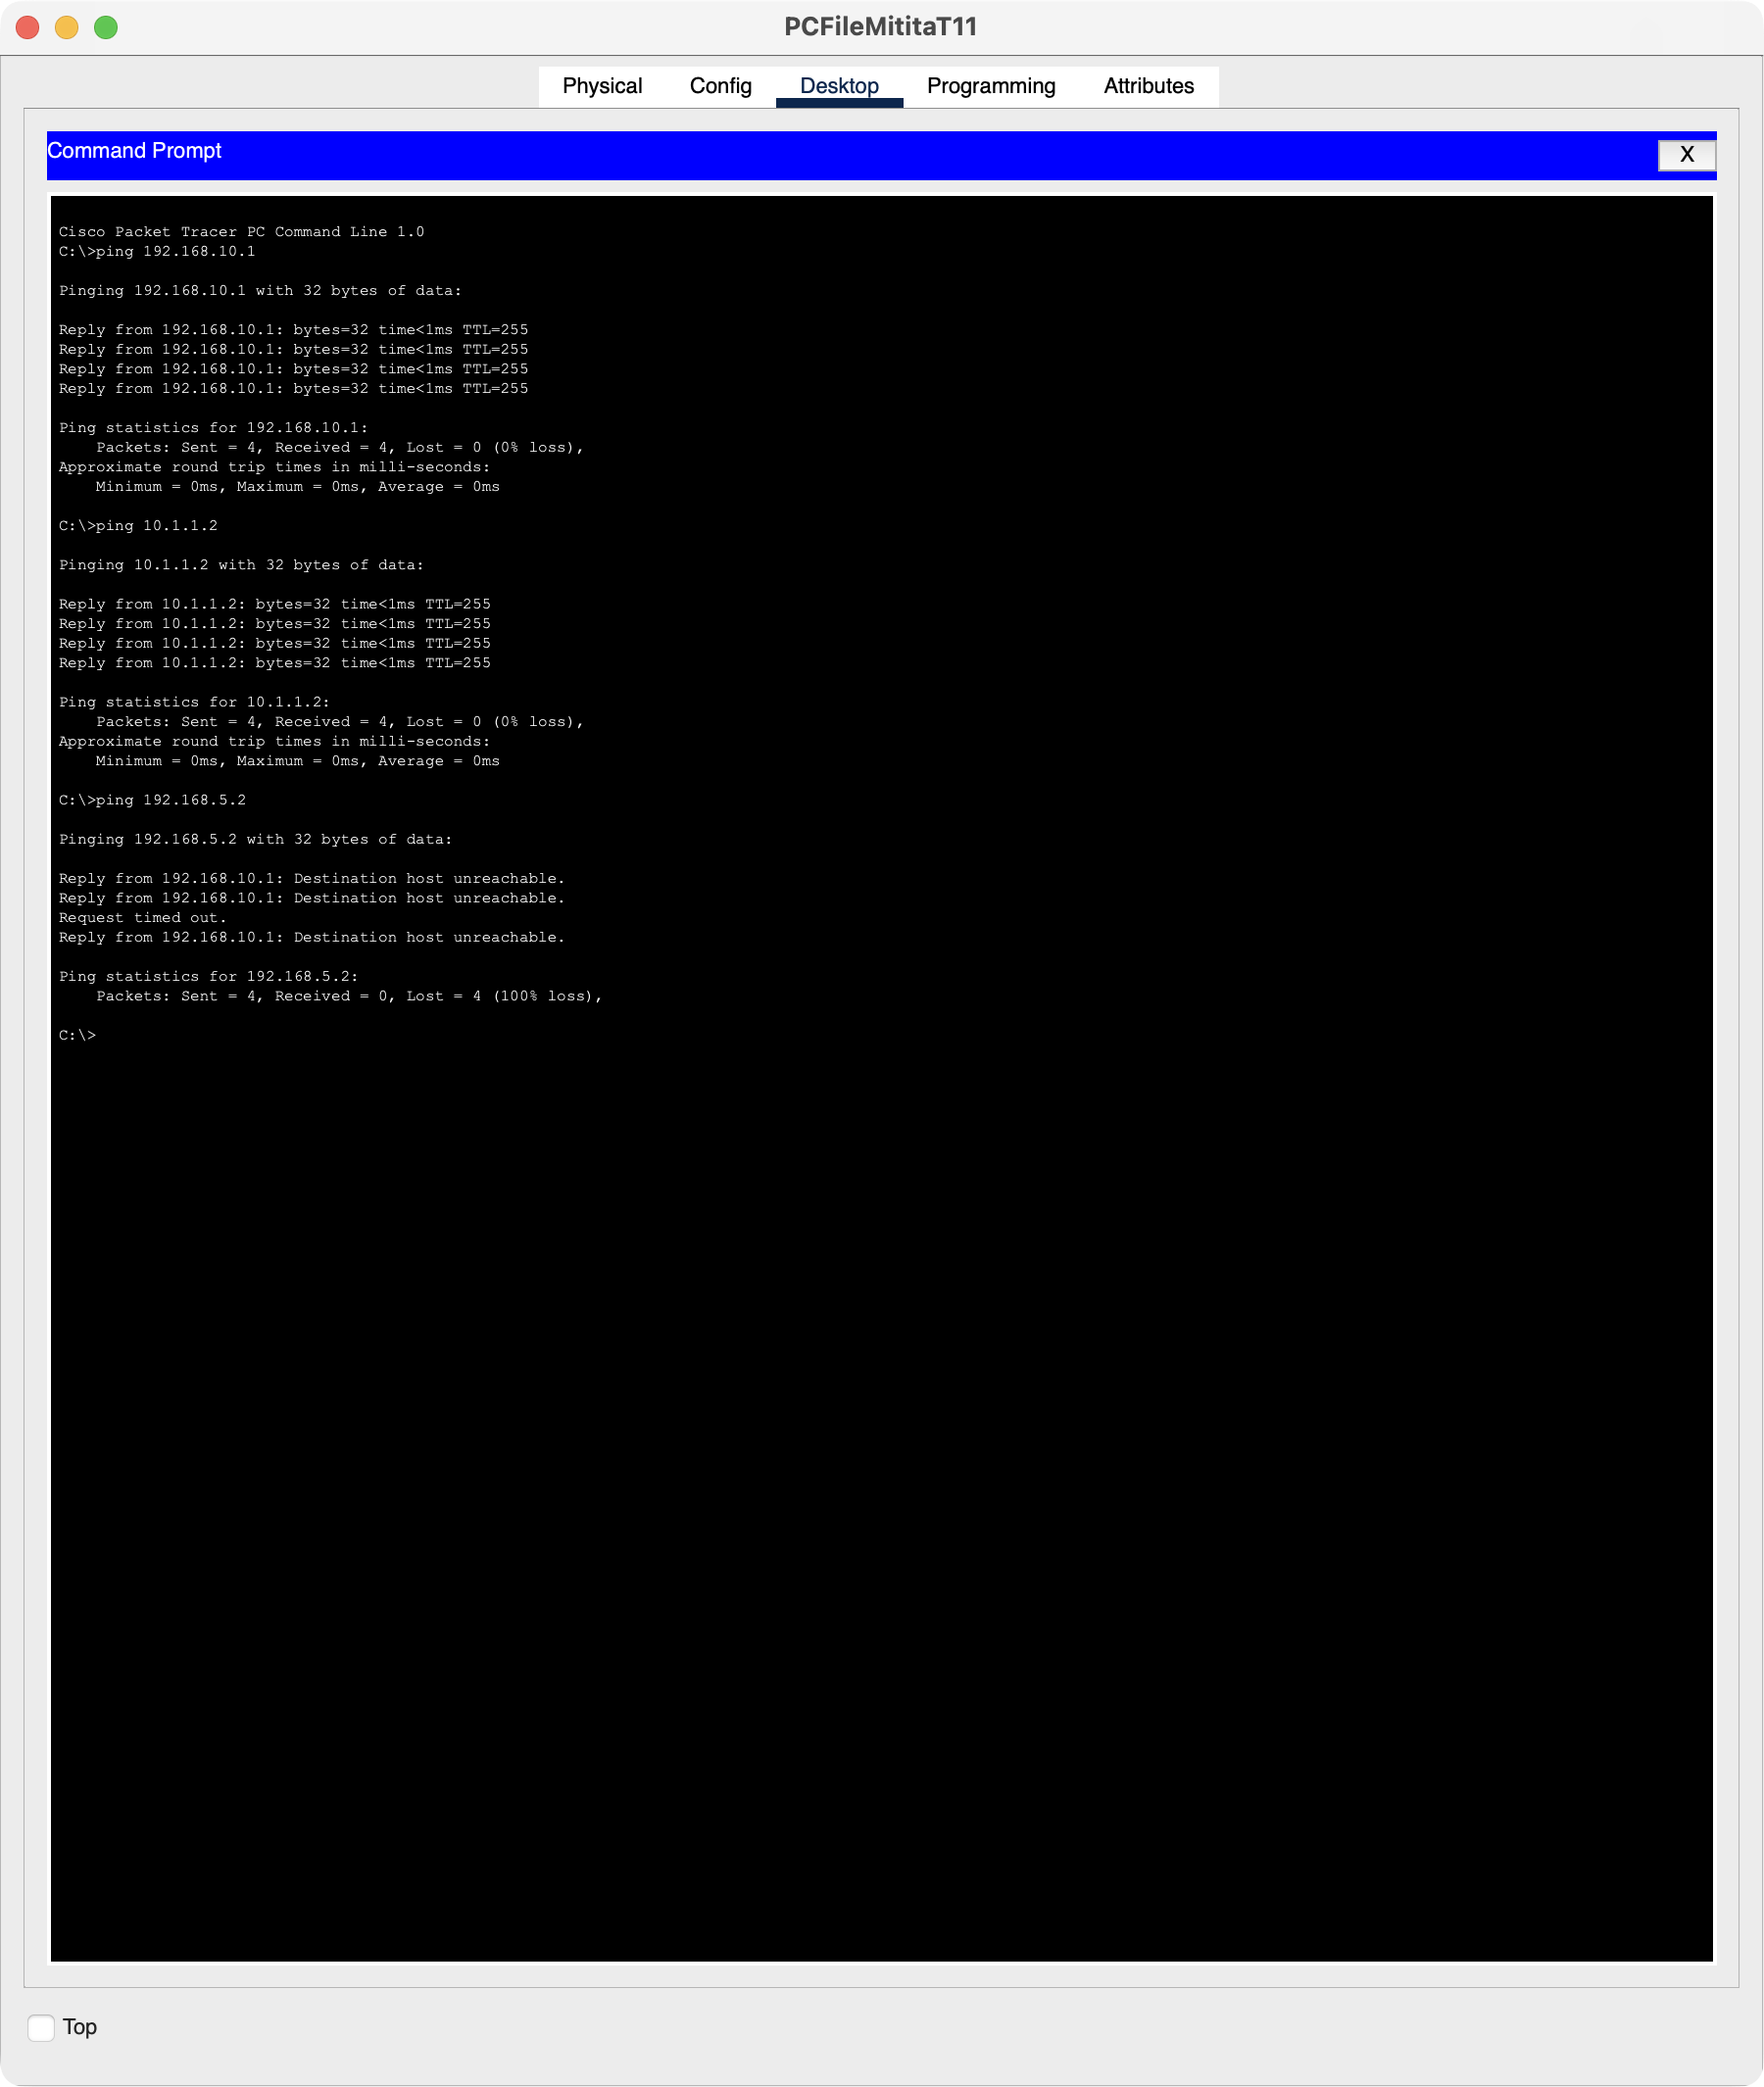 PCFileMititaT11
Physical Config Desktop Programming Attributes
Command Prompt
X
Cisco Packet Tracer PC Command Line 1.0
C:\>ping 192.168.10.1
Pinging 192.168.10.1 with 32 bytes of data:
Reply from 192.168.10.1: bytes=32 time<1ms TTL=255
Reply from 192.168.10.1: bytes=32 time<1ms TTL=255
Reply from 192.168.10.1: bytes=32 time<1ms TTL=255
Reply from 192.168.10.1: bytes=32 time<1ms TTL=255
Ping statistics for 192.168.10.1:
    Packets: Sent = 4, Received = 4, Lost = 0 (0% loss),
Approximate round trip times in milli-seconds:
    Minimum = 0ms, Maximum = 0ms, Average = 0ms
C:\>ping 10.1.1.2
Pinging 10.1.1.2 with 32 bytes of data:
Reply from 10.1.1.2: bytes=32 time<1ms TTL=255
Reply from 10.1.1.2: bytes=32 time<1ms TTL=255
Reply from 10.1.1.2: bytes=32 time<1ms TTL=255
Reply from 10.1.1.2: bytes=32 time<1ms TTL=255
Ping statistics for 10.1.1.2:
    Packets: Sent = 4, Received = 4, Lost = 0 (0% loss),
Approximate round trip times in milli-seconds:
    Minimum = 0ms, Maximum = 0ms, Average = 0ms
C:\>ping 192.168.5.2
Pinging 192.168.5.2 with 32 bytes of data:
Reply from 192.168.10.1: Destination host unreachable.
Reply from 192.168.10.1: Destination host unreachable.
Request timed out.
Reply from 192.168.10.1: Destination host unreachable.
Ping statistics for 192.168.5.2:
    Packets: Sent = 4, Received = 0, Lost = 4 (100% loss),
C:\>
Top